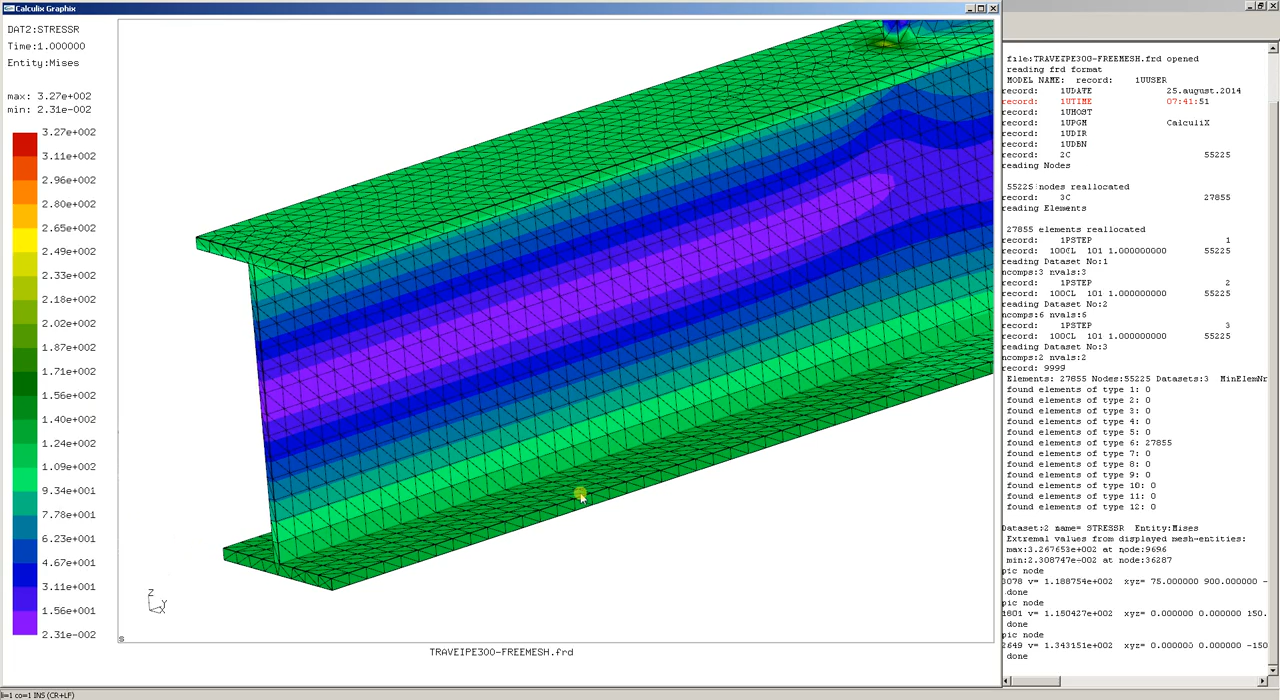 Calculix Graphix
DAT2:STRESSR
Time:1.000000
Entity:Mises
max: 3.27e+002
min: 2.31e-002
3.27e+002
3.11e+002
2.96e+002
2.80e+002
2.65e+002
2.49e+002
2.33e+002
2.18e+002
2.02e+002
1.87e+002
1.71e+002
1.56e+002
1.40e+002
1.24e+002
1.09e+002
9.34e+001
7.78e+001
6.23e+001
4.67e+001
3.11e+001
1.56e+001
2.31e-002
Z
Y
X
TRAVEIPE300-FREEMESH.frd
file:TRAVEIPE300-FREEMESH.frd opened
reading frd format
MODEL NAME: record: 1UUSER
record: 1UDATE 25.august.2014
record: 1UTIME 07:41:51
record: 1UHOST
record: 1UPGM CalculiX
record: 1UDIR
record: 1UDBN
record: 2C 55225
reading Nodes
55225 nodes reallocated
record: 3C 27855
reading Elements
27855 elements reallocated
record: 1PSTEP 1
record: 100CL 101 1.000000000 55225
reading Dataset No:1
ncomps:3 nvals:3
record: 1PSTEP 2
record: 100CL 101 1.000000000 55225
reading Dataset No:2
ncomps:6 nvals:6
record: 1PSTEP 3
record: 100CL 101 1.000000000 55225
reading Dataset No:3
ncomps:2 nvals:2
record: 9999
Elements: 27855 Nodes:55225 Datasets:3 MinElemNr
found elements of type 1: 0
found elements of type 2: 0
found elements of type 3: 0
found elements of type 4: 0
found elements of type 5: 0
found elements of type 6: 27855
found elements of type 7: 0
found elements of type 8: 0
found elements of type 9: 0
found elements of type 10: 0
found elements of type 11: 0
found elements of type 12: 0
Dataset:2 name= STRESSR Entity:Mises
Extremal values from displayed mesh-entities:
max:3.267653e+002 at node:9696
min:2.308747e-002 at node:36287
pic node
3078 v= 1.188754e+002 xyz= 75.000000 900.000000 -
done
pic node
1801 v= 1.150427e+002 xyz= 0.000000 0.000000 150.
done
pic node
2649 v= 1.343151e+002 xyz= 0.000000 0.000000 -150
done
li=1 co=1 INS (CR+LF)